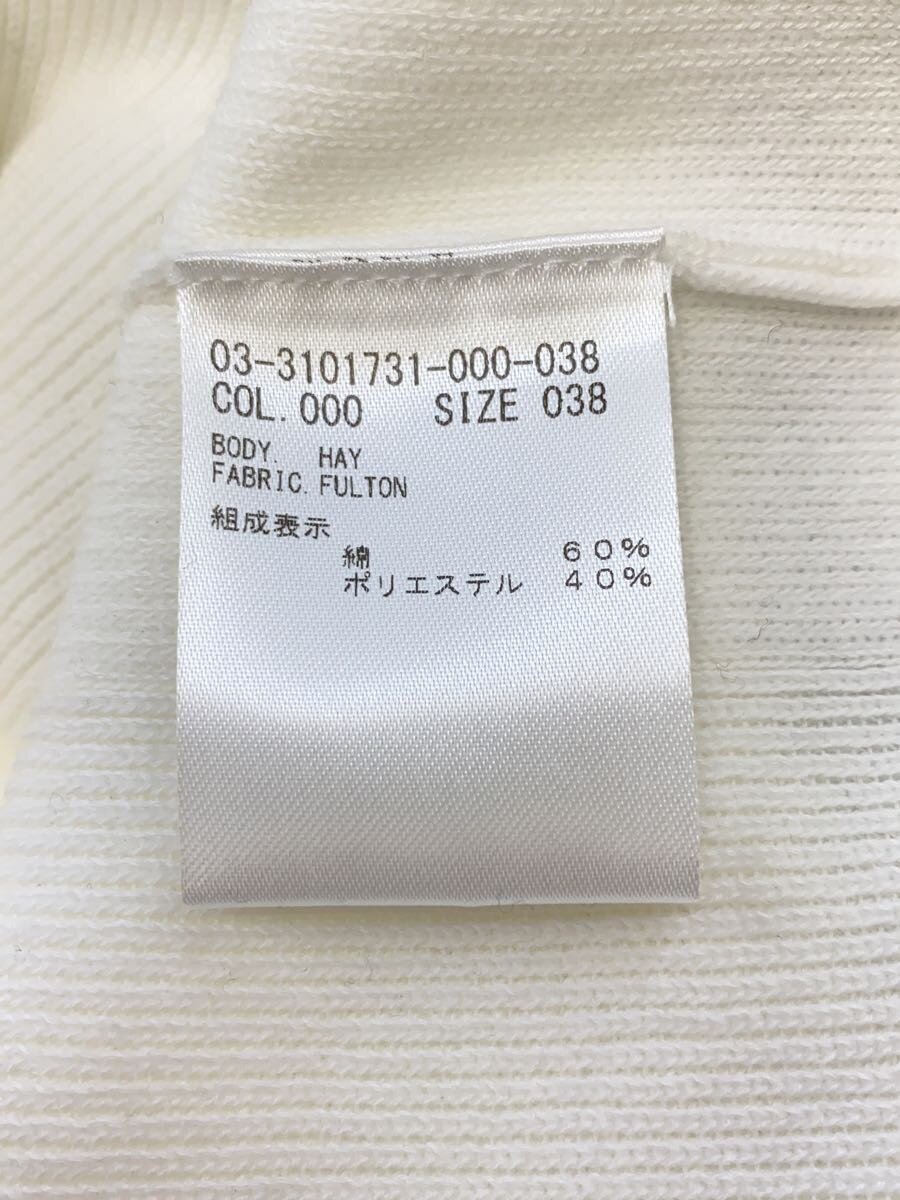 03-3101731-000-038
COL. 000 SIZE 038
BODY. HAY
FABRIC. FULTON
組成表示
綿 60%
ポリエステル 40%